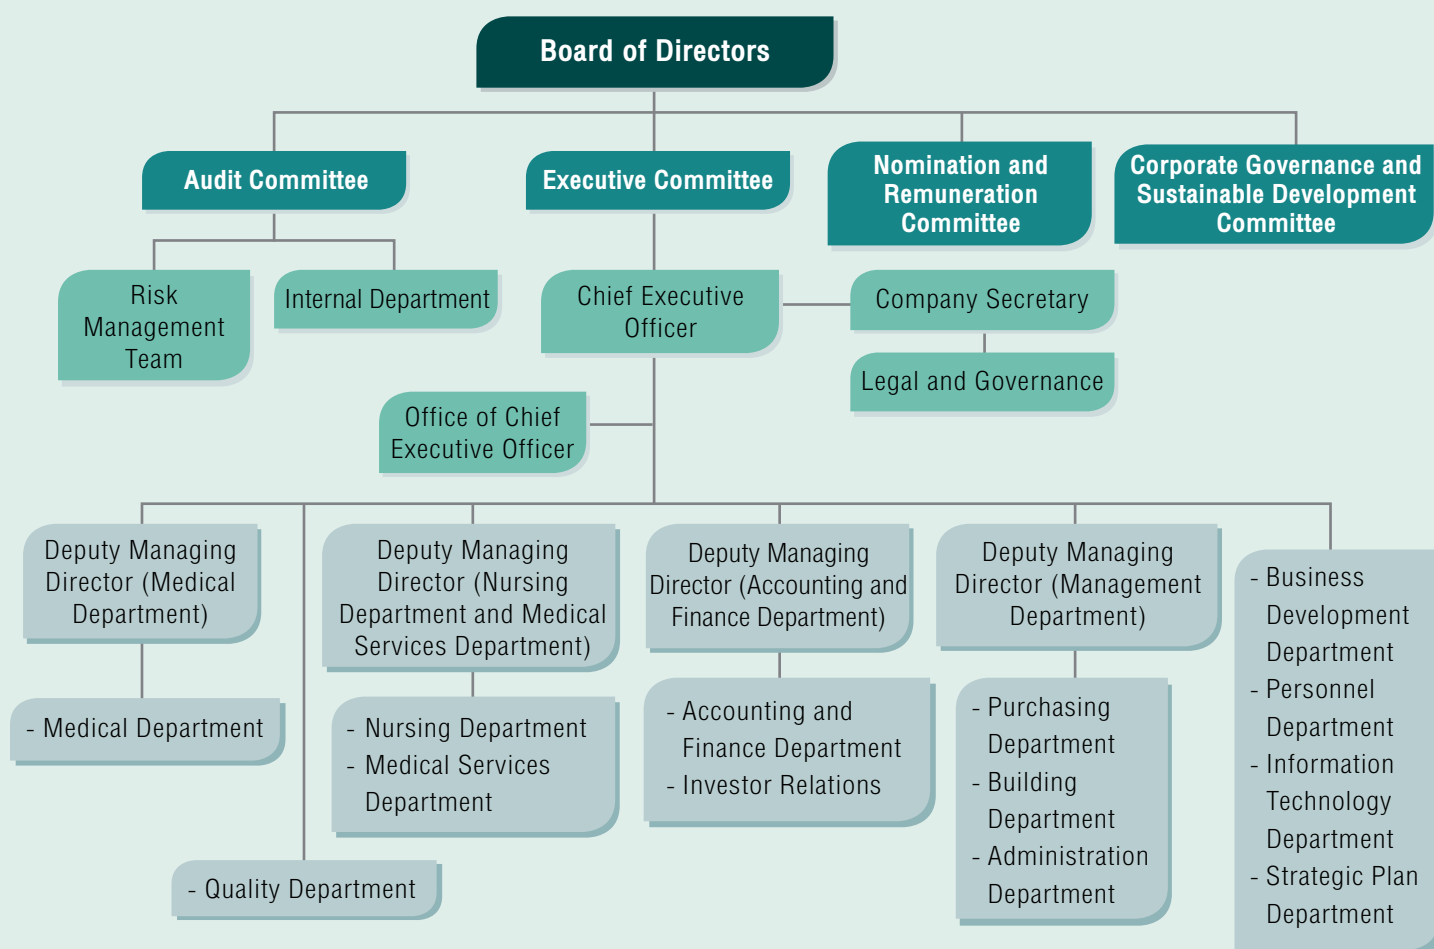 Board of Directors
Audit Committee
Executive Committee
Nomination and
Remuneration
Committee
Corporate Governance and
Sustainable Development
Committee
Risk
Management
Team
Internal Department
Chief Executive
Officer
Company Secretary
Legal and Governance
Office of Chief
Executive Officer
Deputy Managing
Director (Medical
Department)
- Medical Department
- Quality Department
Deputy Managing
Director (Nursing
Department and Medical
Services Department)
- Nursing Department
- Medical Services
Department
Deputy Managing
Director (Accounting and
Finance Department)
- Accounting and
Finance Department
- Investor Relations
Deputy Managing
Director (Management
Department)
- Purchasing
Department
- Building
Department
- Administration
Department
- Business
Development
Department
- Personnel
Department
- Information
Technology
Department
- Strategic Plan
Department